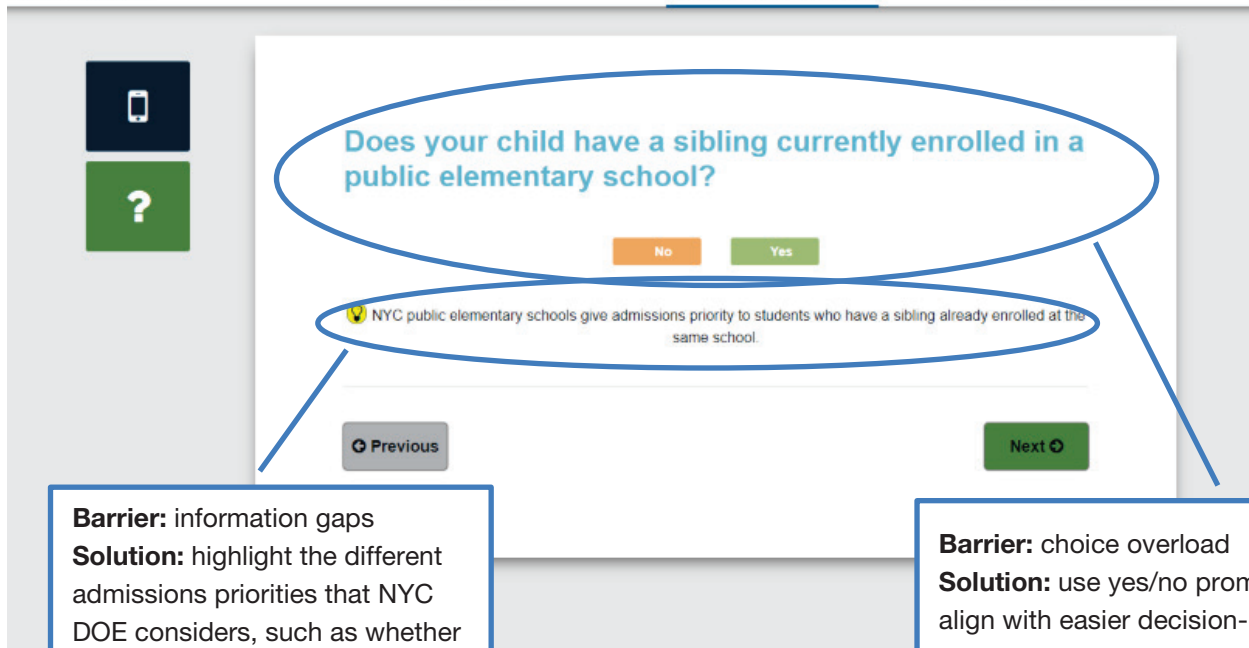 ?
Does your child have a sibling currently enrolled in a
public elementary school?
No
Yes
NYC public elementary schools give admissions priority to students who have a sibling already enrolled at the
same school.
Previous
Next
Barrier: information gaps
Solution: highlight the different
admissions priorities that NYC
DOE considers, such as whether
Barrier: choice overload
Solution: use yes/no
align with easier decision-